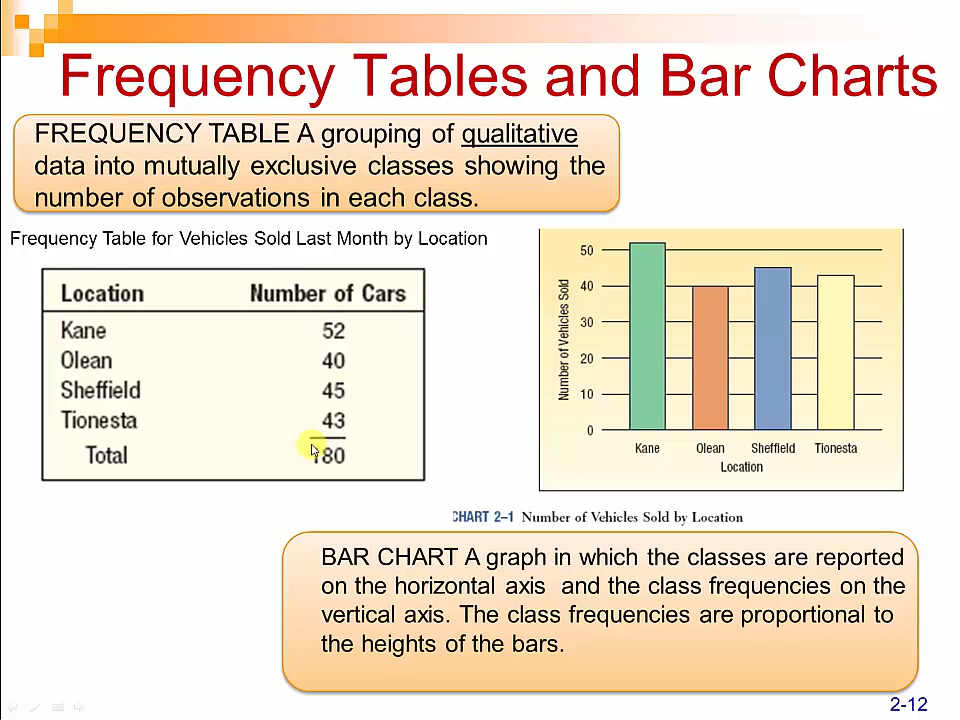 Frequency Tables and Bar Charts
FREQUENCY TABLE A grouping of qualitative
data into mutually exclusive classes showing the
number of observations in each class.
Frequency Table for Vehicles Sold Last Month by Location
Location Number of Cars
Kane 52
Olean 40
Sheffield 45
Tionesta 43
Total 180
Number of Vehicles Sold
50
40
30
20
10
0
Kane Olean Sheffield Tionesta
Location
CHART 2–1 Number of Vehicles Sold by Location
BAR CHART A graph in which the classes are reported
on the horizontal axis and the class frequencies on the
vertical axis. The class frequencies are proportional to
the heights of the bars.
2-12